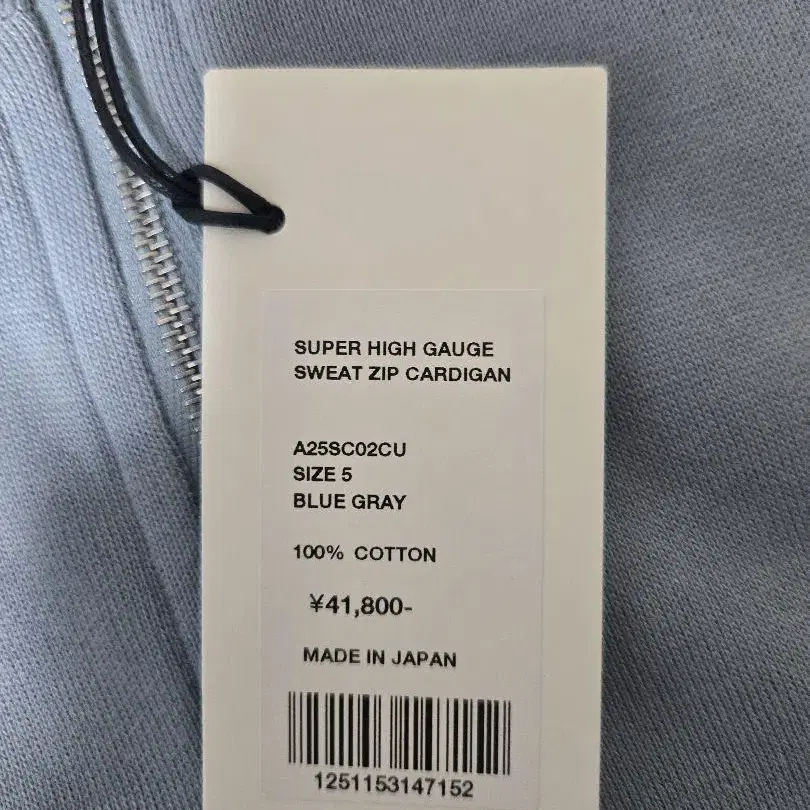 SUPER HIGH GAUGE
SWEAT ZIP CARDIGAN
A25SC02CU
SIZE 5
BLUE GRAY
100% COTTON
¥41,800-
MADE IN JAPAN
1251153147152